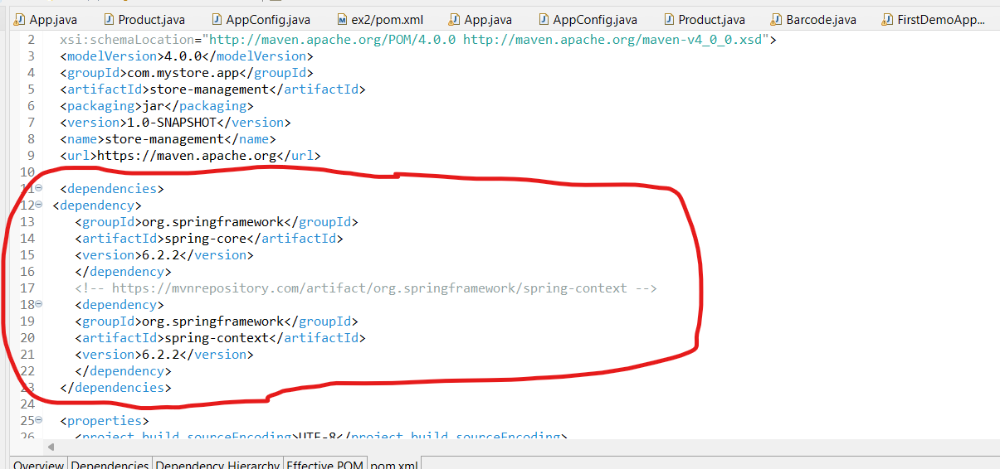 App.java Product.java AppConfig.java ex2/pom.xml App.java AppConfig.java Product.java Barcode.java FirstDemoApp...
2 xsi:schemaLocation="http://maven.apache.org/POM/4.0.0 http://maven.apache.org/maven-v4_0_0.xsd">
3 <modelVersion>4.0.0</modelVersion>
4 <groupId>com.mystore.app</groupId>
5 <artifactId>store-management</artifactId>
6 <packaging>jar</packaging>
7 <version>1.0-SNAPSHOT</version>
8 <name>store-management</name>
9 <url>https://maven.apache.org</url>
10
11 <dependencies>
12 <dependency>
13 <groupId>org.springframework</groupId>
14 <artifactId>spring-core</artifactId>
15 <version>6.2.2</version>
16 </dependency>
17 <!-- https://mvnrepository.com/artifact/org.springframework/spring-context -->
18 <dependency>
19 <groupId>org.springframework</groupId>
20 <artifactId>spring-context</artifactId>
21 <version>6.2.2</version>
22 </dependency>
23 </dependencies>
24
25 <properties>
26 <project.build.sourceEncoding>UTF-8</project.build.sourceEncoding>
Overview Dependencies Dependency Hierarchy Effective POM pom.xml